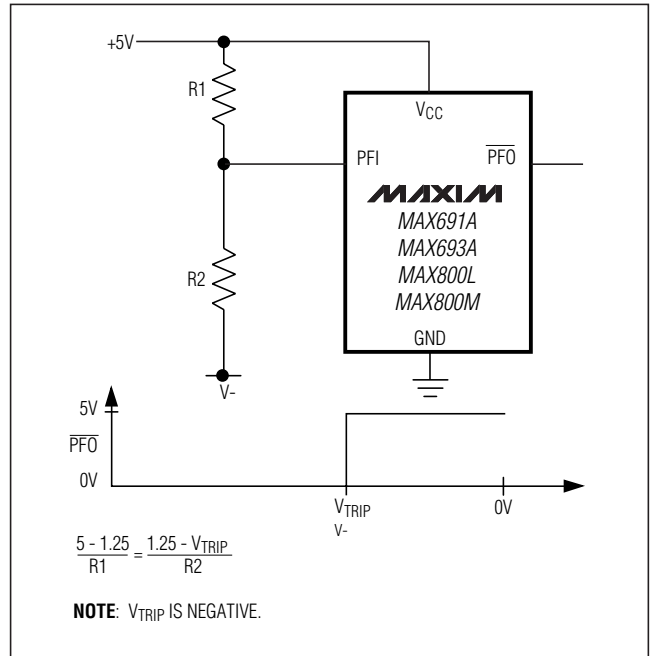 +5V
R1
VCC
PFI
PFO
MAXIM
MAX691A
MAX693A
MAX800L
MAX800M
R2
GND
V-
5V
PFO
0V
VTRIP
V-
0V
5 - 1.25 / R1 = 1.25 - VTRIP / R2
NOTE: VTRIP IS NEGATIVE.